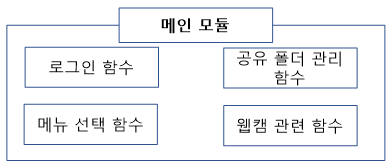 메인 모듈
로그인 함수
공유 폴더 관리
함수
메뉴 선택 함수
웹캠 관련 함수